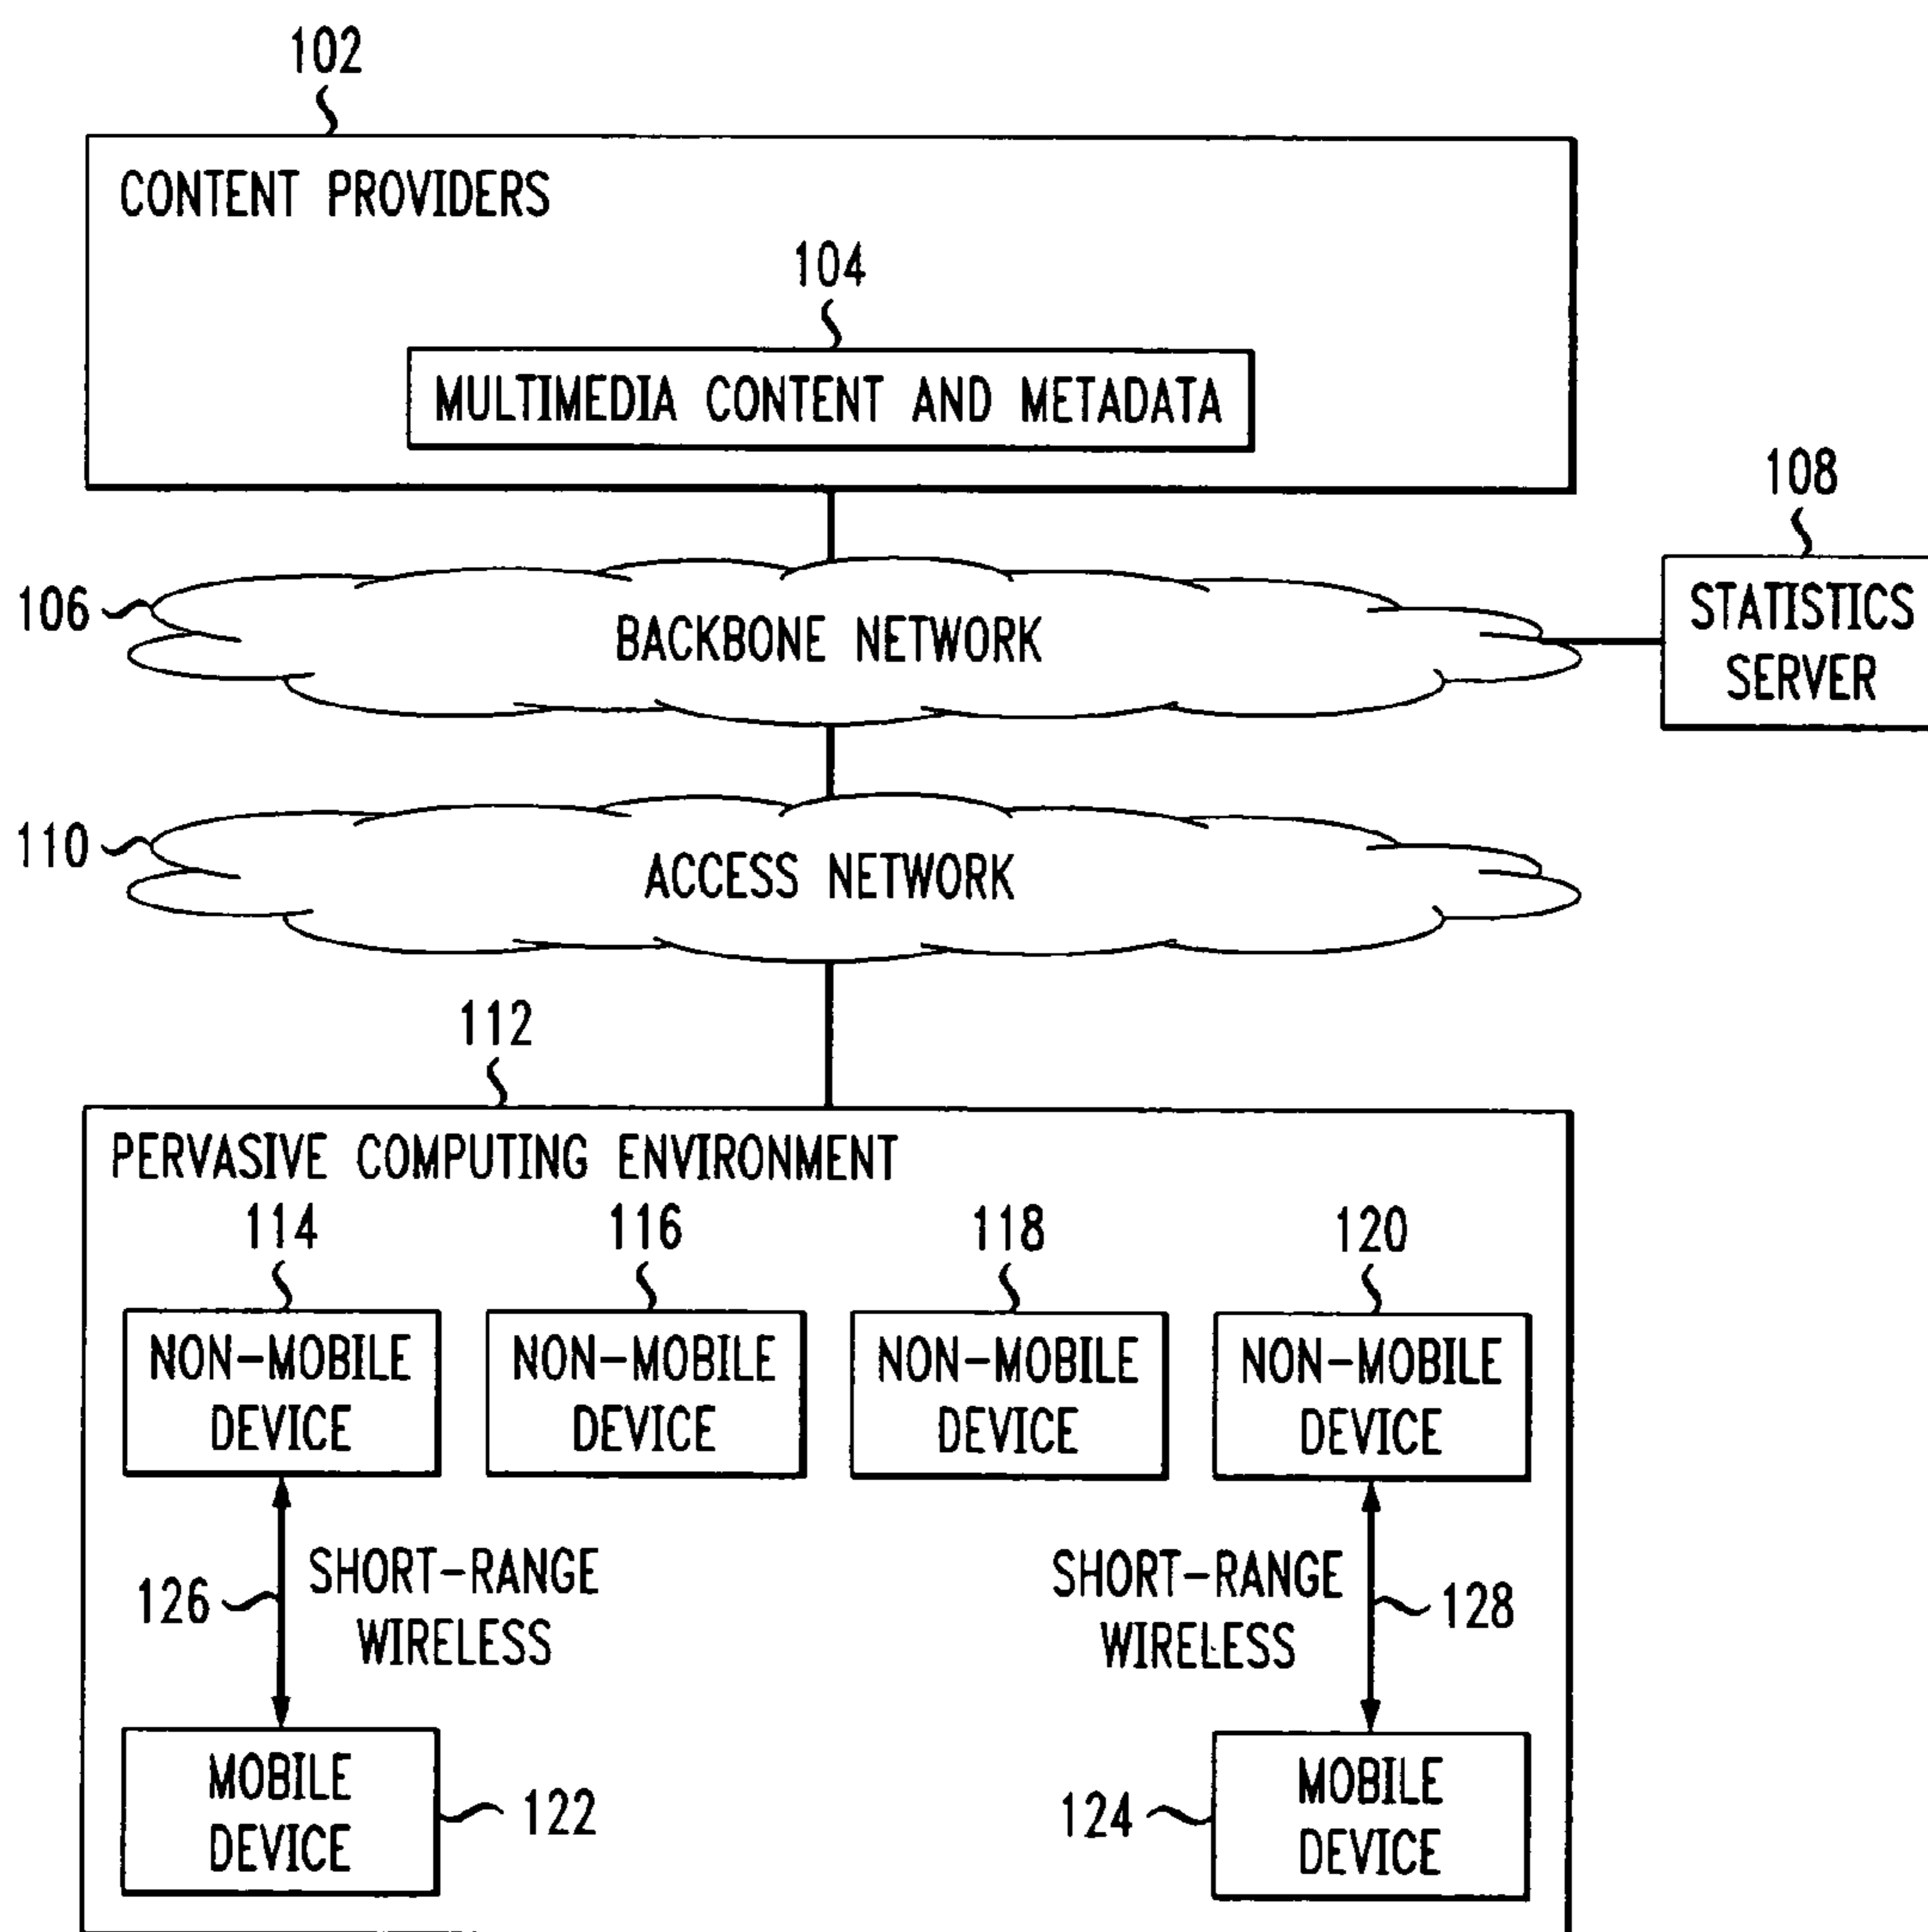 102
CONTENT PROVIDERS
104
MULTIMEDIA CONTENT AND METADATA
108
106
BACKBONE NETWORK
STATISTICS
SERVER
110
ACCESS NETWORK
112
PERVASIVE COMPUTING ENVIRONMENT
114
116
118
120
NON-MOBILE
DEVICE
NON-MOBILE
DEVICE
NON-MOBILE
DEVICE
NON-MOBILE
DEVICE
126
SHORT-RANGE
WIRELESS
SHORT-RANGE
WIRELESS
128
MOBILE
DEVICE
122
124
MOBILE
DEVICE